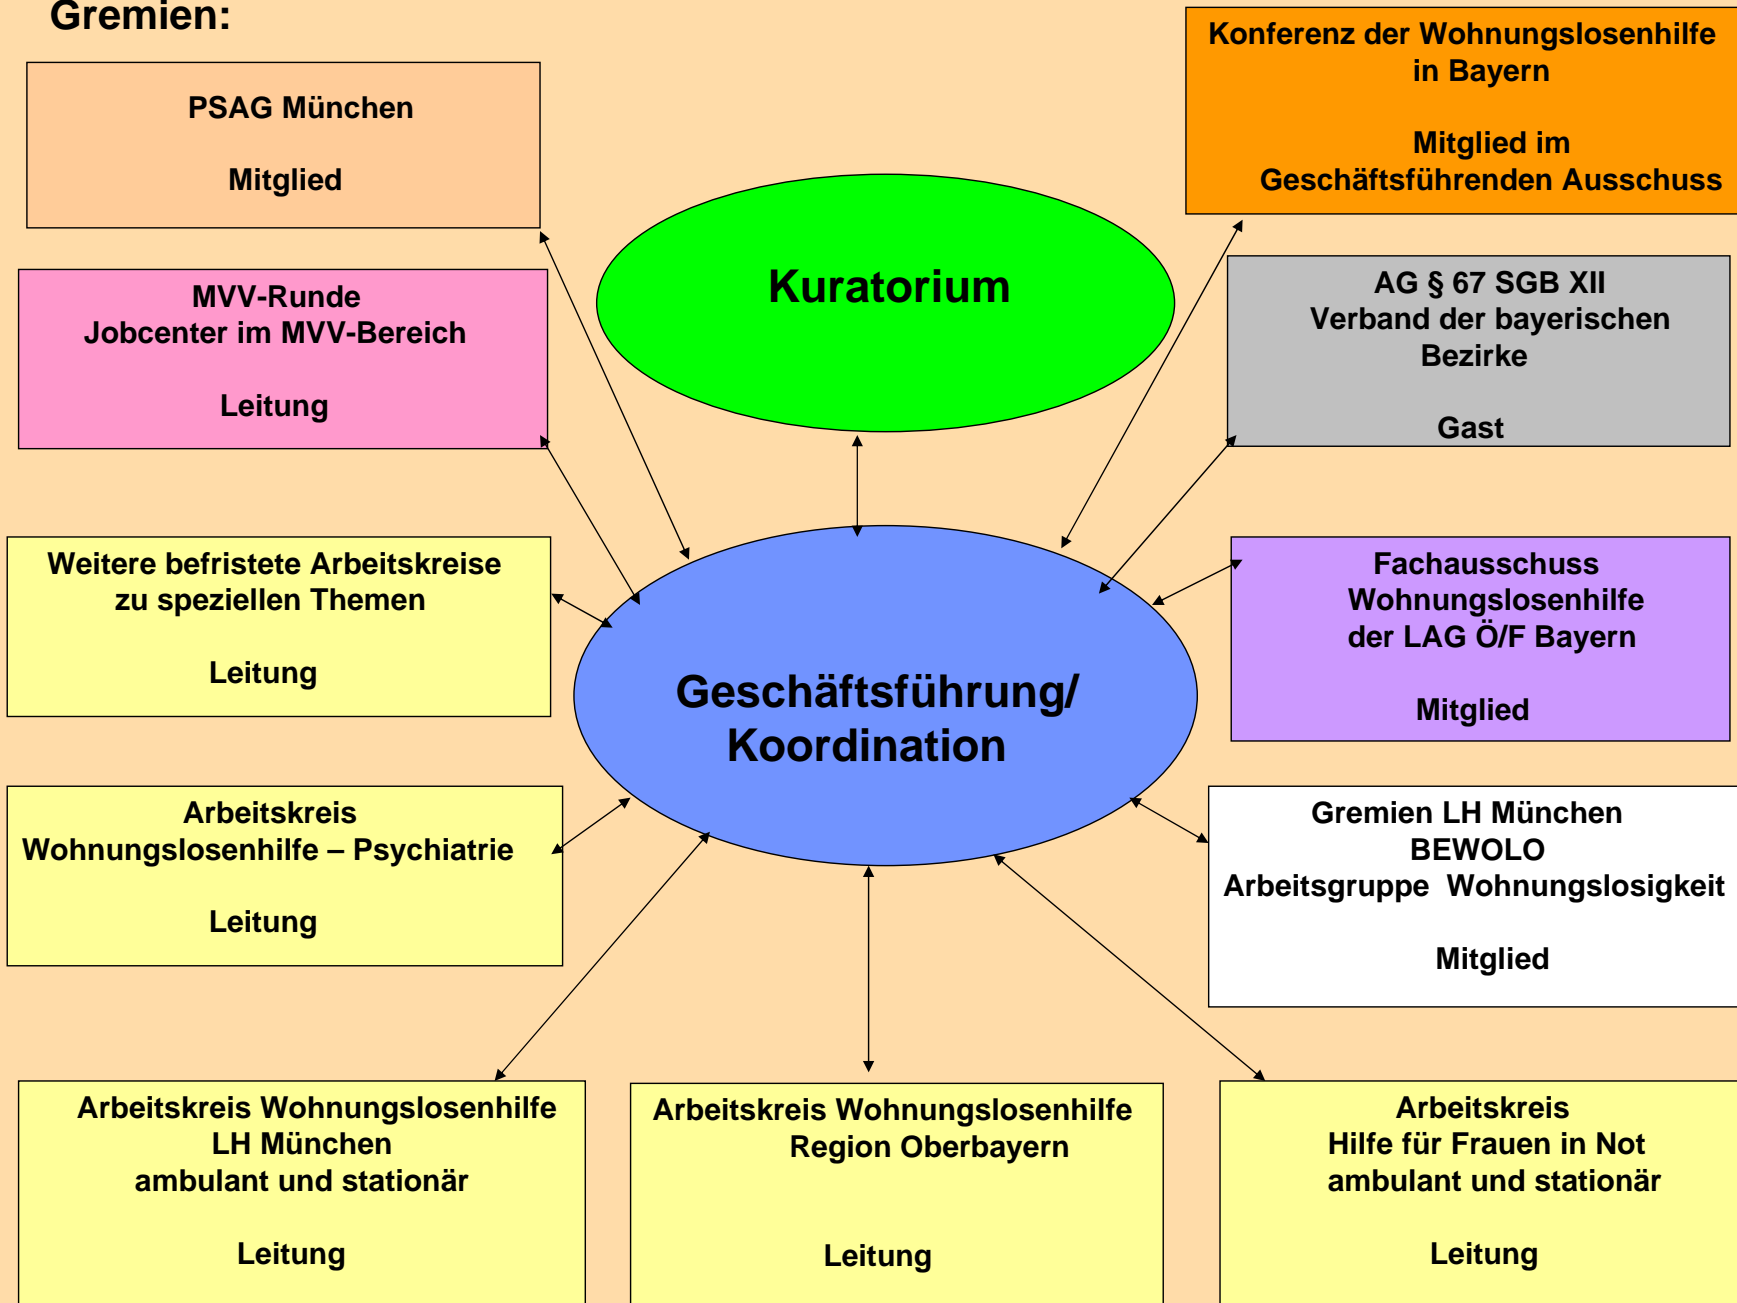 Gremien:
PSAG München
Mitglied
Konferenz der Wohnungslosenhilfe
in Bayern
Mitglied im
Geschäftsführenden Ausschuss
Kuratorium
MVV-Runde
Jobcenter im MVV-Bereich
Leitung
AG § 67 SGB XII
Verband der bayerischen
Bezirke
Gast
Weitere befristete Arbeitskreise
zu speziellen Themen
Leitung
Geschäftsführung/
Koordination
Fachausschuss
Wohnungslosenhilfe
der LAG Ö/F Bayern
Mitglied
Arbeitskreis
Wohnungslosenhilfe – Psychiatrie
Leitung
Gremien LH München
BEWOLO
Arbeitsgruppe Wohnungslosigkeit
Mitglied
Arbeitskreis Wohnungslosenhilfe
LH München
ambulant und stationär
Leitung
Arbeitskreis Wohnungslosenhilfe
Region Oberbayern
Leitung
Arbeitskreis
Hilfe für Frauen in Not
ambulant und stationär
Leitung